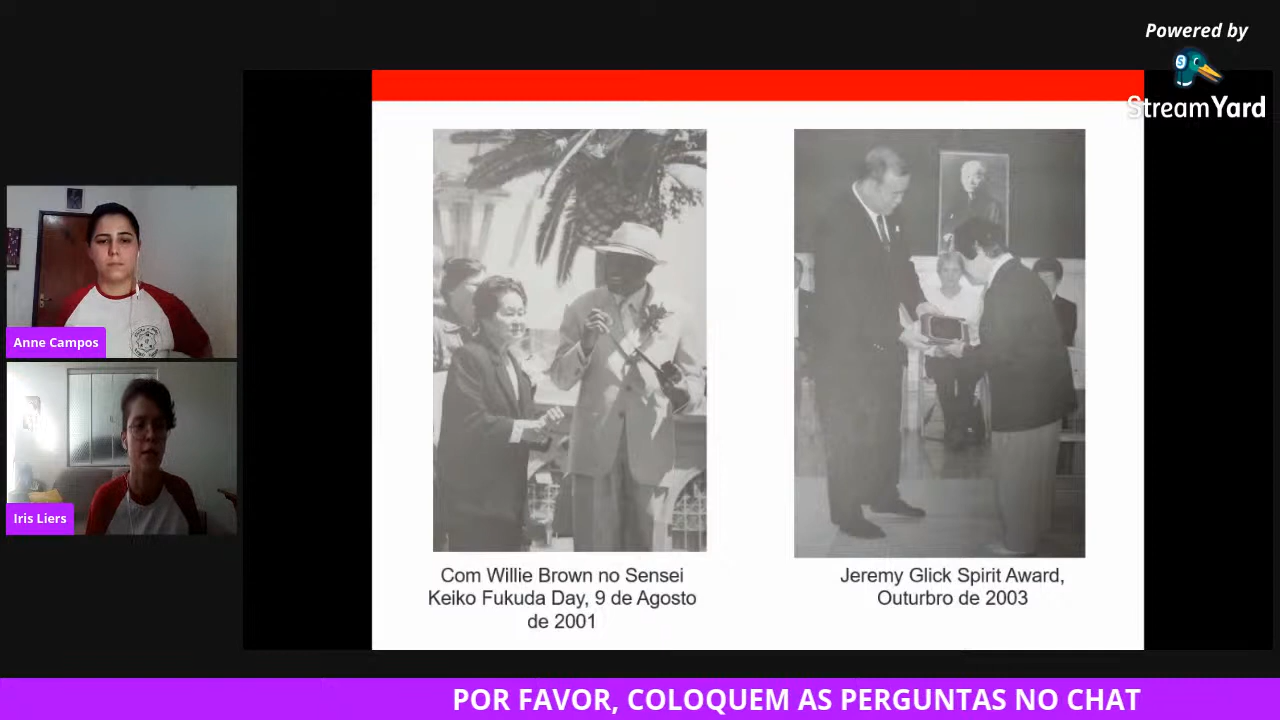 Powered by
StreamYard
Anne Campos
Iris Liers
Com Willie Brown no Sensei
Keiko Fukuda Day, 9 de Agosto
de 2001
Jeremy Glick Spirit Award,
Outurbro de 2003
POR FAVOR, COLOQUEM AS PERGUNTAS NO CHAT